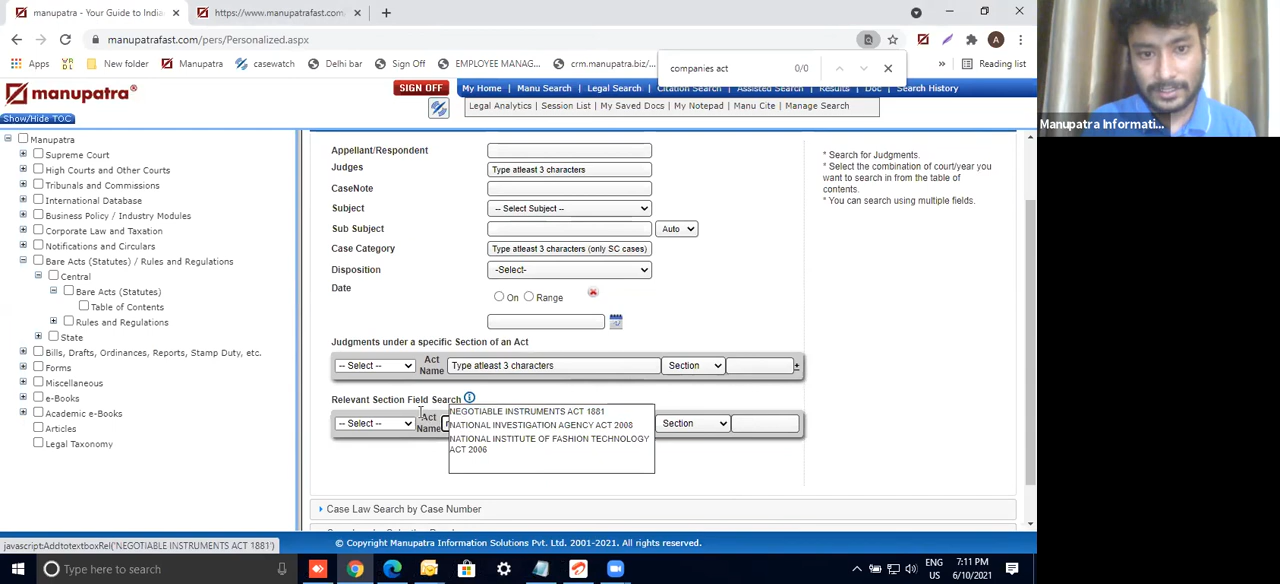 manupatra - Your Guide to India
https://www.manupatrafast.com/
manupatrafast.com/pers/Personalized.aspx
A
Apps
New folder
Manupatra
casewatch
Delhi bar
Sign Off
EMPLOYEE MANAG...
crm.manupatra.biz/...
»
Reading list
companies act 0/0
manupatra®
SIGN OFF
My Home
Manu Search
Legal Search
Citation Search
Assisted Search
Results
Doc
Search History
Legal Analytics
Session List
My Saved Docs
My Notepad
Manu Cite
Manage Search
Show/Hide TOC
Manupatra
Supreme Court
High Courts and Other Courts
Tribunals and Commissions
International Database
Business Policy / Industry Modules
Corporate Law and Taxation
Notifications and Circulars
Bare Acts (Statutes) / Rules and Regulations
Central
Bare Acts (Statutes)
Table of Contents
Rules and Regulations
State
Bills, Drafts, Ordinances, Reports, Stamp Duty, etc.
Forms
Miscellaneous
e-Books
Academic e-Books
Articles
Legal Taxonomy
Appellant/Respondent
Judges Type atleast 3 characters
CaseNote
Subject -- Select Subject --
Sub Subject Auto
Case Category Type atleast 3 characters (only SC cases)
Disposition -Select-
Date On Range
Judgments under a specific Section of an Act
-- Select -- Act Name Type atleast 3 characters Section
Relevant Section Field Search
-- Select -- Act Name Section
NEGOTIABLE INSTRUMENTS ACT 1881
NATIONAL INVESTIGATION AGENCY ACT 2008
NATIONAL INSTITUTE OF FASHION TECHNOLOGY
ACT 2006
* Search for Judgments.
* Select the combination of court/year you
want to search in from the table of
contents.
* You can search using multiple fields.
Case Law Search by Case Number
javascript:AddtotextboxRel('NEGOTIABLE INSTRUMENTS ACT 1881')
© Copyright Manupatra Information Solutions Pvt. Ltd. 2001-2021. All rights reserved.
Type here to search
ENG
US
7:11 PM
6/10/2021
Manupatra Informati...